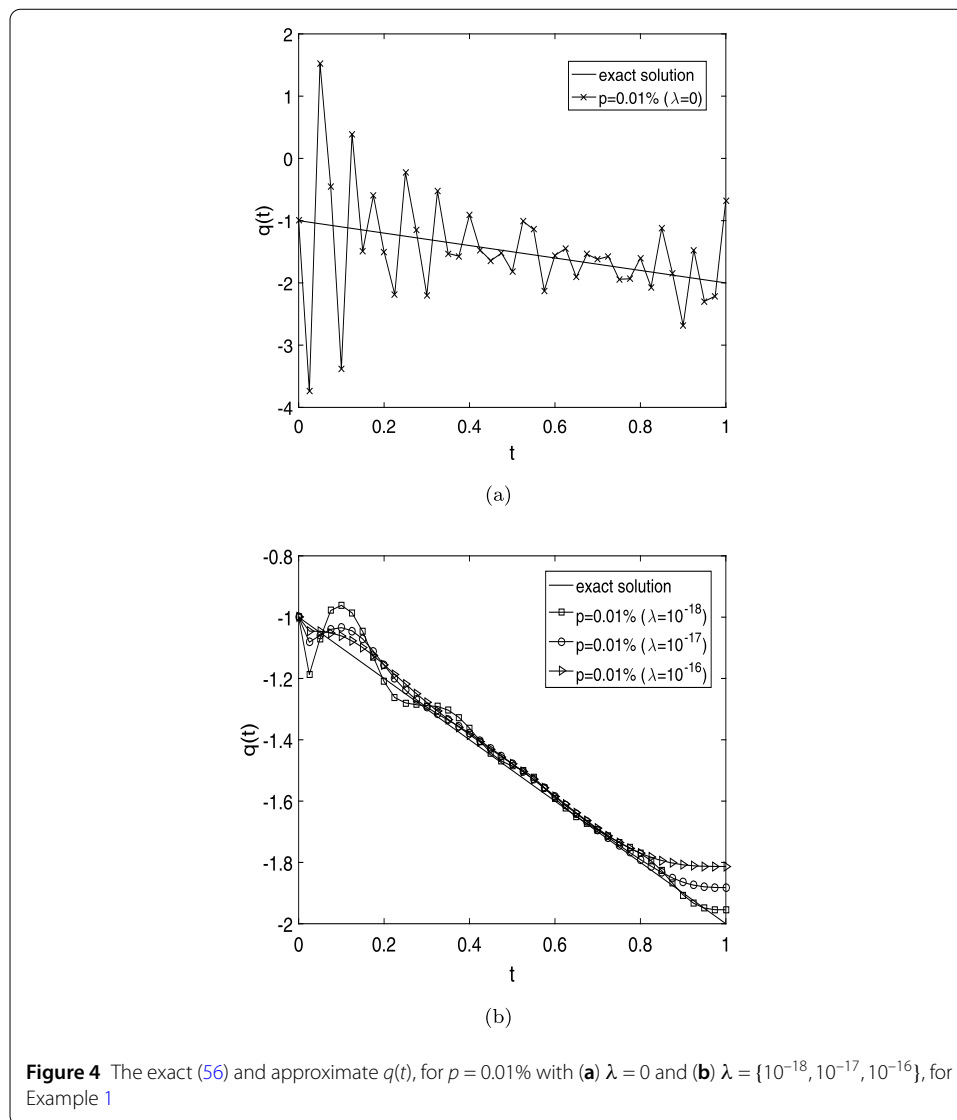 2
1
0
-1
-2
-3
-4
q(t)
exact solution
p=0.01% (λ=0)
0 0.2 0.4 0.6 0.8 1
t
(a)
-0.8
-1
-1.2
-1.4
-1.6
-1.8
-2
q(t)
exact solution
p=0.01% (λ=10⁻¹⁸)
p=0.01% (λ=10⁻¹⁷)
p=0.01% (λ=10⁻¹⁶)
0 0.2 0.4 0.6 0.8 1
t
(b)
Figure 4 The exact (56) and approximate q(t), for p = 0.01% with (a) λ = 0 and (b) λ = {10⁻¹⁸, 10⁻¹⁷, 10⁻¹⁶}, for
Example 1